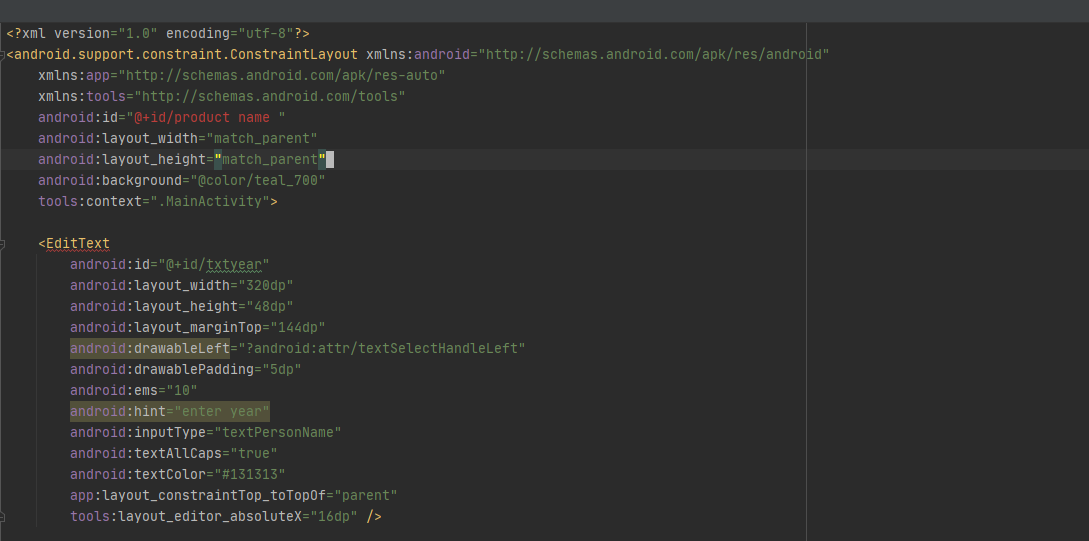 <?xml version="1.0" encoding="utf-8"?>
<android.support.constraint.ConstraintLayout xmlns:android="http://schemas.android.com/apk/res/android"
    xmlns:app="http://schemas.android.com/apk/res-auto"
    xmlns:tools="http://schemas.android.com/tools"
    android:id="@+id/product name "
    android:layout_width="match_parent"
    android:layout_height="match_parent"
    android:background="@color/teal_700"
    tools:context=".MainActivity">

    <EditText
        android:id="@+id/txtyear"
        android:layout_width="320dp"
        android:layout_height="48dp"
        android:layout_marginTop="144dp"
        android:drawableLeft="?android:attr/textSelectHandleLeft"
        android:drawablePadding="5dp"
        android:ems="10"
        android:hint="enter year"
        android:inputType="textPersonName"
        android:textAllCaps="true"
        android:textColor="#131313"
        app:layout_constraintTop_toTopOf="parent"
        tools:layout_editor_absoluteX="16dp" />